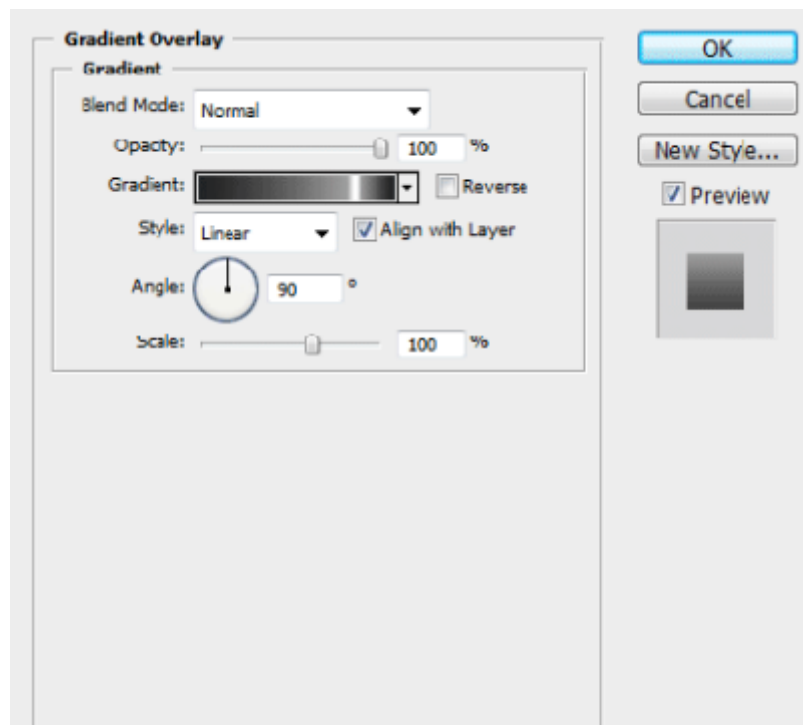 Gradient Overlay
Gradient
Blend Mode: Normal
Opacity: 100 %
Gradient: Reverse
Style: Linear Align with Layer
Angle: 90 °
Scale: 100 %
OK
Cancel
New Style...
Preview